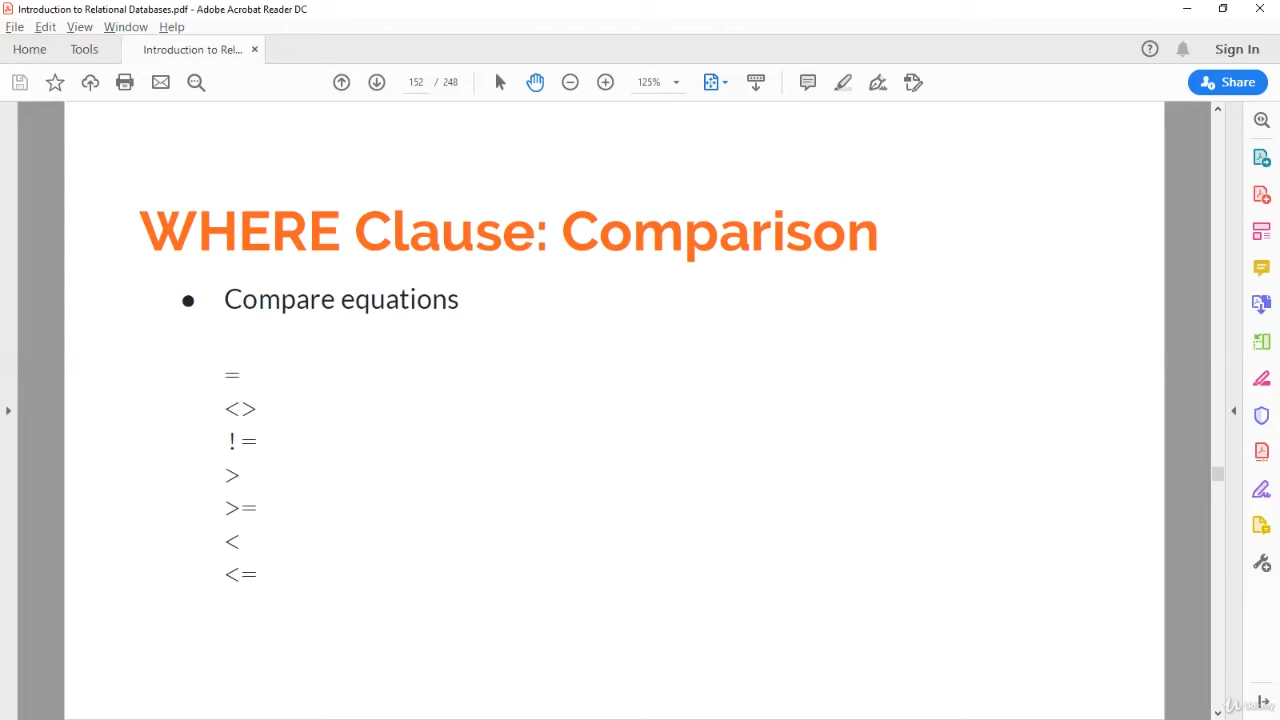 Introduction to Relational Databases.pdf - Adobe Acrobat Reader DC
File Edit View Window Help
Home Tools Introduction to Rel... × Sign In
152 / 248 125% Share
WHERE Clause: Comparison
● Compare equations
=
<>
!=
>
>=
<
<=
Udemy